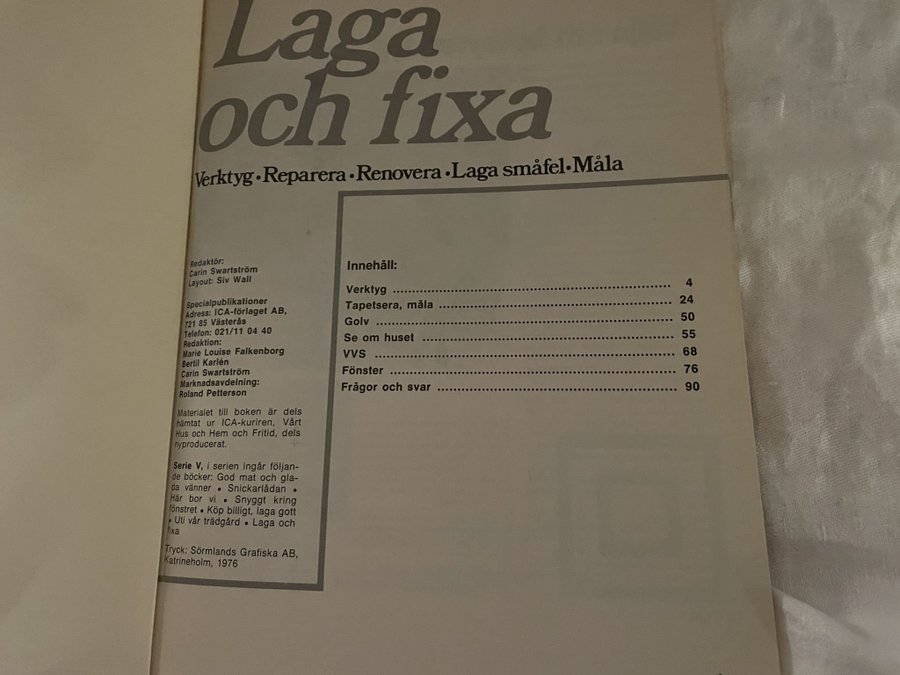 Laga
och fixa
Verktyg • Reparera • Renovera • Laga småfel • Måla
Redaktör:
Carin Swartström
Layout: Siv Wall
Specialpublikationer
Adress: ICA-förlaget AB,
721 85 Västerås
Telefon: 021/11 04 40
Redaktion:
Marie Louise Falkenborg
Bertil Karlén
Carin Swartström
Marknadsavdelning:
Roland Petterson
Materialet till boken är dels
hämtat ur ICA-kuriren, Vårt
Hus och Hem och Fritid, dels
nyproducerat.
Serie V, i serien ingår följan-
de böcker: God mat och gla-
da vänner • Snickarlådan •
Här bor vi • Snyggt kring
fönstret • Köp billigt, laga gott
• Uti vår trädgård • Laga och
fixa
Tryck: Sörmlands Grafiska AB,
Katrineholm, 1976
Innehåll:
Verktyg ........ 4
Tapetsera, måla ........ 24
Golv ........ 50
Se om huset ........ 55
VVS ........ 68
Fönster ........ 76
Frågor och svar ........ 90